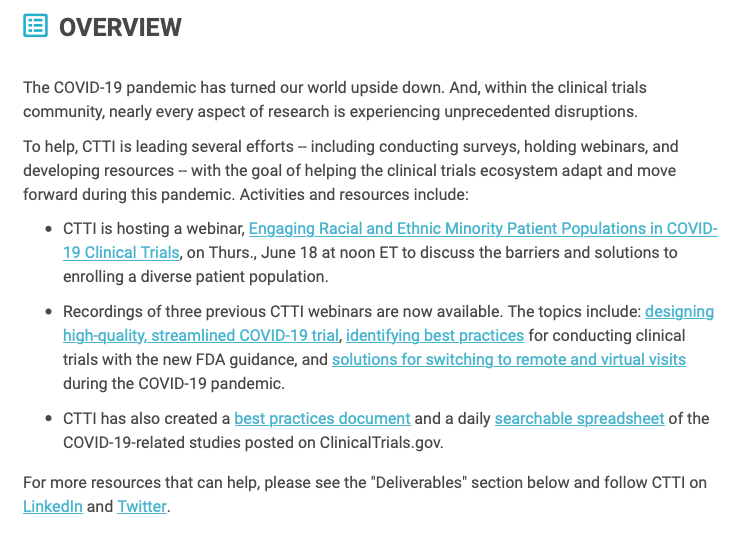 OVERVIEW
The COVID-19 pandemic has turned our world upside down. And, within the clinical trials
community, nearly every aspect of research is experiencing unprecedented disruptions.
To help, CTTI is leading several efforts -- including conducting surveys, holding webinars, and
developing resources -- with the goal of helping the clinical trials ecosystem adapt and move
forward during this pandemic. Activities and resources include:
• CTTI is hosting a webinar, Engaging Racial and Ethnic Minority Patient Populations in COVID-
19 Clinical Trials, on Thurs., June 18 at noon ET to discuss the barriers and solutions to
enrolling a diverse patient population.
• Recordings of three previous CTTI webinars are now available. The topics include: designing
high-quality, streamlined COVID-19 trial, identifying best practices for conducting clinical
trials with the new FDA guidance, and solutions for switching to remote and virtual visits
during the COVID-19 pandemic.
• CTTI has also created a best practices document and a daily searchable spreadsheet of the
COVID-19-related studies posted on ClinicalTrials.gov.
For more resources that can help, please see the "Deliverables" section below and follow CTTI on
LinkedIn and Twitter.